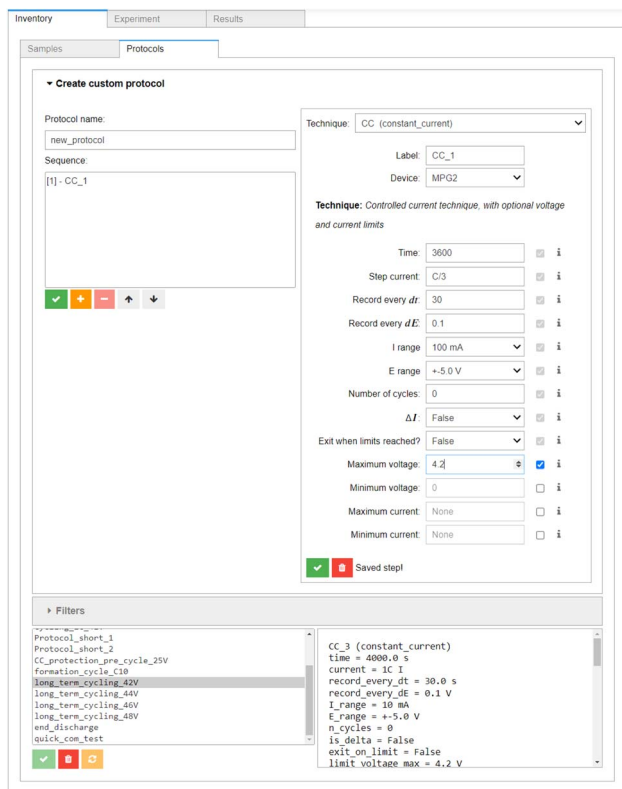 Inventory
Experiment
Results
Samples
Protocols
Create custom protocol
Protocol name:
new_protocol
Sequence:
[1] - CC_1
Technique: CC (constant_current)
Label: CC_1
Device: MPG2
Technique: Controlled current technique, with optional voltage
and current limits
Time: 3600 i
Step current: C/3 i
Record every dt: 30 i
Record every dE: 0.1 i
I range 100 mA i
E range +-5.0 V i
Number of cycles: 0 i
ΔI: False i
Exit when limits reached? False i
Maximum voltage: 4.2 i
Minimum voltage: 0 i
Maximum current: None i
Minimum current: None i
Saved step!
Filters
Protocol_short_1
Protocol_short_2
CC_protection_pre_cycle_25V
formation_cycle_C10
long_term_cycling_42V
long_term_cycling_44V
long_term_cycling_46V
long_term_cycling_48V
end_discharge
quick_com_test
CC_3 (constant_current)
time = 4000.0 s
current = 1C I
record_every_dt = 30.0 s
record_every_dE = 0.1 V
I_range = 10 mA
E_range = +-5.0 V
n_cycles = 0
is_delta = False
exit_on_limit = False
limit_voltage_max = 4.2 V